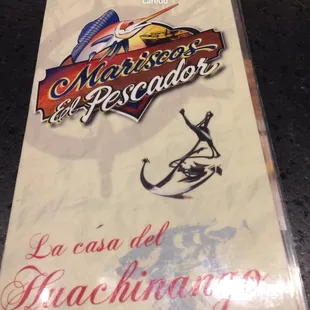 Mariscos
El Pescador
La casa del
Huachinango